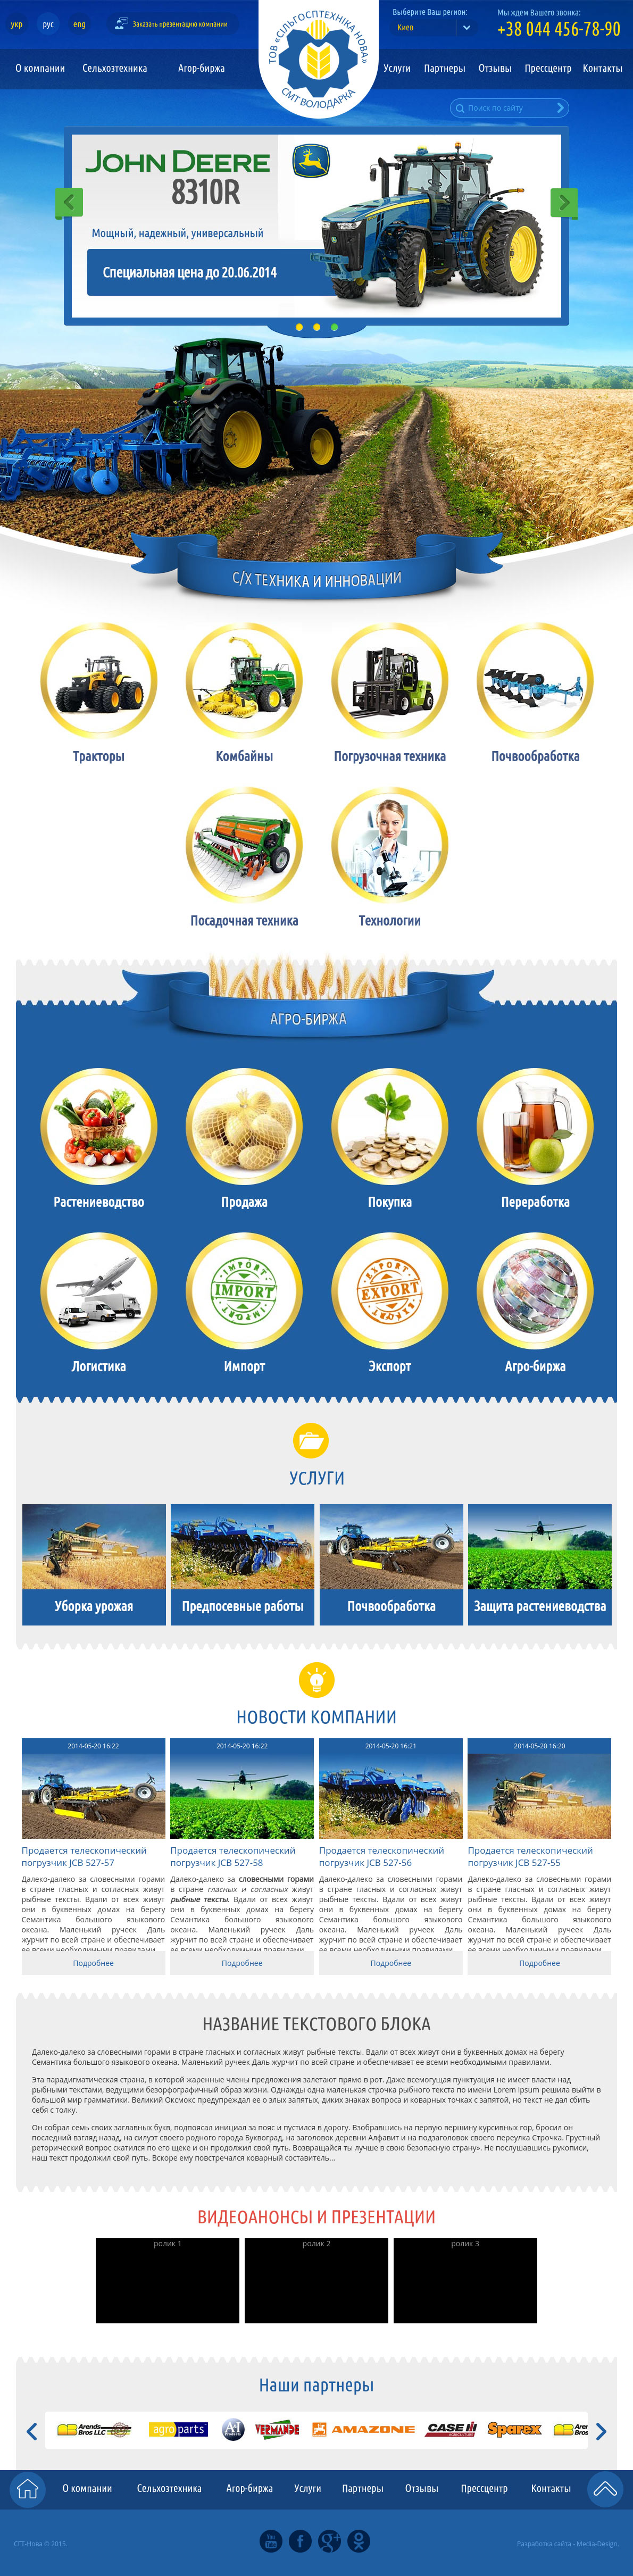 укр рус eng Заказать презентацию компании
ТОВ «СІЛЬГОСПТЕХНІКА НОВА»
СМТ ВОЛОДАРКА
Выберите Ваш регион:
Киев
Мы ждем Вашего звонка:
+38 044 456-78-90
О компании Сельхозтехника Агор-биржа Услуги Партнеры Отзывы Прессцентр Контакты
Поиск по сайту
JOHN DEERE
8310R
Мощный, надежный, универсальный
Специальная цена до 20.06.2014
С/Х ТЕХНИКА И ИННОВАЦИИ
Тракторы Комбайны Погрузочная техника Почвообработка
Посадочная техника Технологии
АГРО-БИРЖА
Растениеводство Продажа Покупка Переработка
IMPORT
IMPORT
IMPORT
EXPORT
EXPORT
EXPORT
Логистика Импорт Экспорт Агро-биржа
УСЛУГИ
Уборка урожая Предпосевные работы Почвообработка Защита растениеводства
НОВОСТИ КОМПАНИИ
2014-05-20 16:22
Продается телескопический
погрузчик JCB 527-57
Далеко-далеко за словесными горами
в стране гласных и согласных живут
рыбные тексты. Вдали от всех живут
они в буквенных домах на берегу
Семантика большого языкового
океана. Маленький ручеек Даль
журчит по всей стране и обеспечивает
ее всеми необходимыми правилами.
Подробнее
2014-05-20 16:22
Продается телескопический
погрузчик JCB 527-58
Далеко-далеко за словесными горами
в стране гласных и согласных живут
рыбные тексты. Вдали от всех живут
они в буквенных домах на берегу
Семантика большого языкового
океана. Маленький ручеек Даль
журчит по всей стране и обеспечивает
ее всеми необходимыми правилами.
Подробнее
2014-05-20 16:21
Продается телескопический
погрузчик JCB 527-56
Далеко-далеко за словесными горами
в стране гласных и согласных живут
рыбные тексты. Вдали от всех живут
они в буквенных домах на берегу
Семантика большого языкового
океана. Маленький ручеек Даль
журчит по всей стране и обеспечивает
ее всеми необходимыми правилами.
Подробнее
2014-05-20 16:20
Продается телескопический
погрузчик JCB 527-55
Далеко-далеко за словесными горами
в стране гласных и согласных живут
рыбные тексты. Вдали от всех живут
они в буквенных домах на берегу
Семантика большого языкового
океана. Маленький ручеек Даль
журчит по всей стране и обеспечивает
ее всеми необходимыми правилами.
Подробнее
НАЗВАНИЕ ТЕКСТОВОГО БЛОКА
Далеко-далеко за словесными горами в стране гласных и согласных живут рыбные тексты. Вдали от всех живут они в буквенных домах на берегу
Семантика большого языкового океана. Маленький ручеек Даль журчит по всей стране и обеспечивает ее всеми необходимыми правилами.
Эта парадигматическая страна, в которой жаренные члены предложения залетают прямо в рот. Даже всемогущая пунктуация не имеет власти над
рыбными текстами, ведущими безорфографичный образ жизни. Однажды одна маленькая строчка рыбного текста по имени Lorem ipsum решила выйти в
большой мир грамматики. Великий Оксмокс предупреждал ее о злых запятых, диких знаках вопроса и коварных точках с запятой, но текст не дал сбить
себя с толку.
Он собрал семь своих заглавных букв, подпоясал инициал за пояс и пустился в дорогу. Взобравшись на первую вершину курсивных гор, бросил он
последний взгляд назад, на силуэт своего родного города Буквоград, на заголовок деревни Алфавит и на подзаголовок своего переулка Строчка. Грустный
реторический вопрос скатился по его щеке и он продолжил свой путь. Возвращайся ты лучше в свою безопасную страну». Не послушавшись рукописи,
наш текст продолжил свой путь. Вскоре ему повстречался коварный составитель...
ВИДЕОАНОНСЫ И ПРЕЗЕНТАЦИИ
ролик 1 ролик 2 ролик 3
Наши партнеры
Arends Bros LLC agroparts A&I VERMANDE AMAZONE CASE IH AGRICULTURE Sparex Arends Bros
О компании Сельхозтехника Агор-биржа Услуги Партнеры Отзывы Прессцентр Контакты
СГТ-Нова © 2015.
You Tube f g+
Разработка сайта - Media-Design.